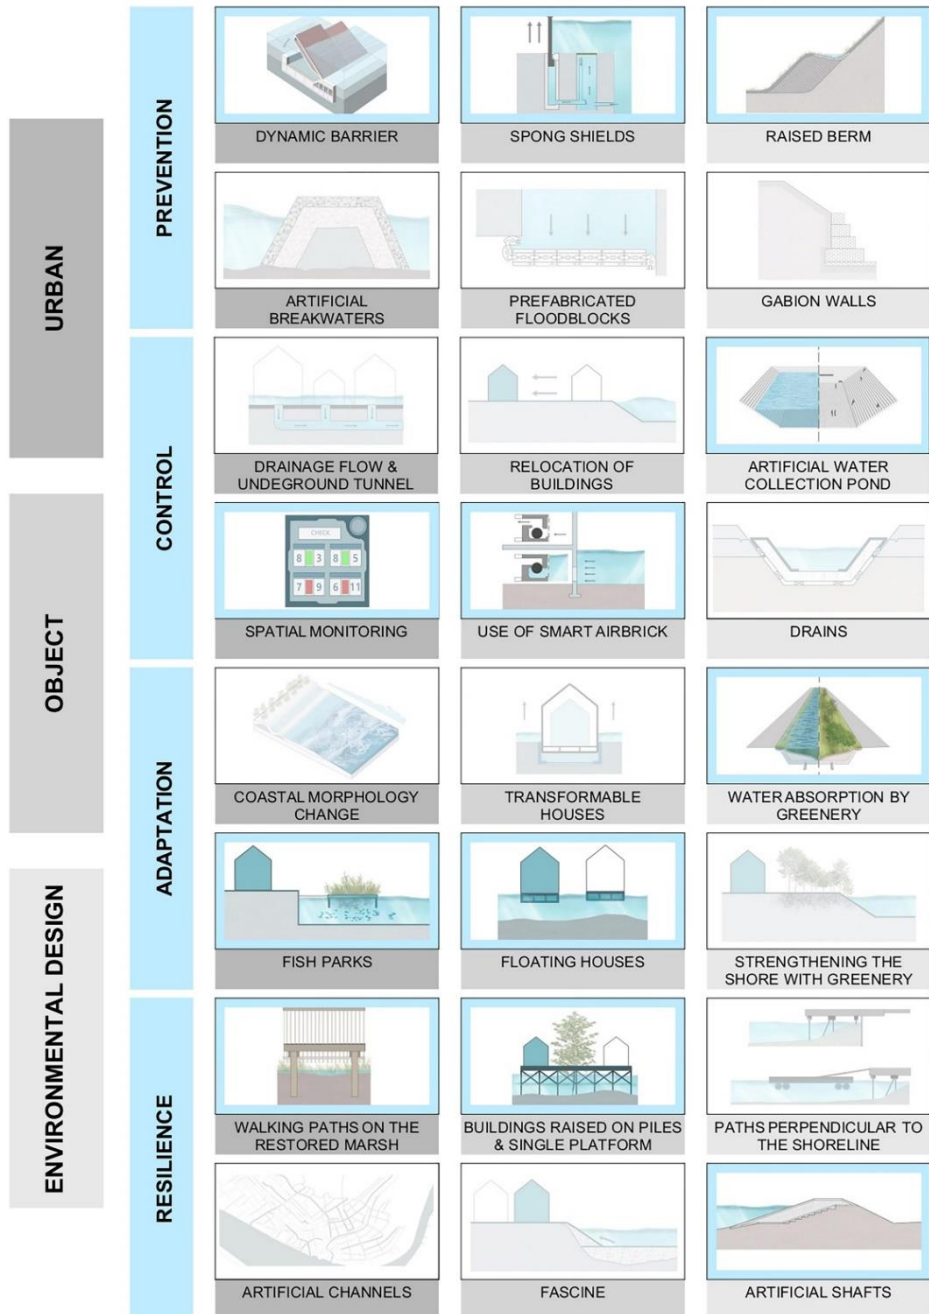 URBAN
OBJECT
ENVIRONMENTAL DESIGN
PREVENTION
DYNAMIC BARRIER
SPONG SHIELDS
RAISED BERM
ARTIFICIAL
BREAKWATERS
PREFABRICATED
FLOODBLOCKS
GABION WALLS
CONTROL
DRAINAGE FLOW &
UNDEGROUND TUNNEL
RELOCATION OF
BUILDINGS
ARTIFICIAL WATER
COLLECTION POND
CHECK
8 3 8 5
7 9 6 11
SPATIAL MONITORING
USE OF SMART AIRBRICK
DRAINS
ADAPTATION
COASTAL MORPHOLOGY
CHANGE
TRANSFORMABLE
HOUSES
WATER ABSORPTION BY
GREENERY
FISH PARKS
FLOATING HOUSES
STRENGTHENING THE
SHORE WITH GREENERY
RESILIENCE
WALKING PATHS ON THE
RESTORED MARSH
BUILDINGS RAISED ON PILES
& SINGLE PLATFORM
PATHS PERPENDICULAR TO
THE SHORELINE
ARTIFICIAL CHANNELS
FASCINE
ARTIFICIAL SHAFTS